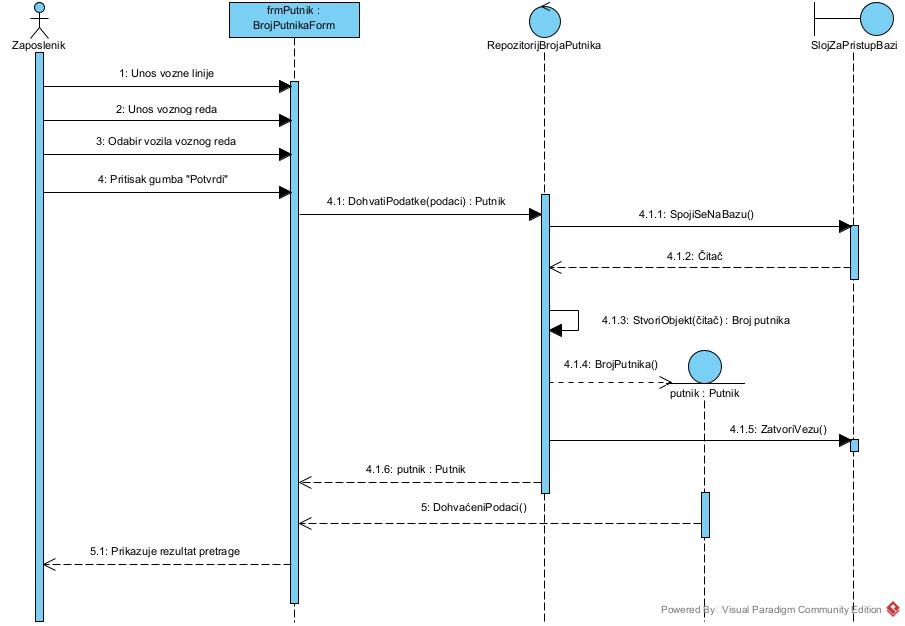 frmPutnik :
BrojPutnikaForm
Zaposlenik
RepozitorijBrojaPutnika
SlojZaPristupBazi
1: Unos vozne linije
2: Unos voznog reda
3: Odabir vozila voznog reda
4: Pritisak gumba "Potvrdi"
4.1: DohvatiPodatke(podaci) : Putnik
4.1.1: SpojiSeNaBazu()
4.1.2: Čitač
4.1.3: StvoriObjekt(čitač) : Broj putnika
4.1.4: BrojPutnika()
putnik : Putnik
4.1.5: ZatvoriVezu()
4.1.6: putnik : Putnik
5: DohvaćeniPodaci()
5.1: Prikazuje rezultat pretrage
Powered By Visual Paradigm Community Edition